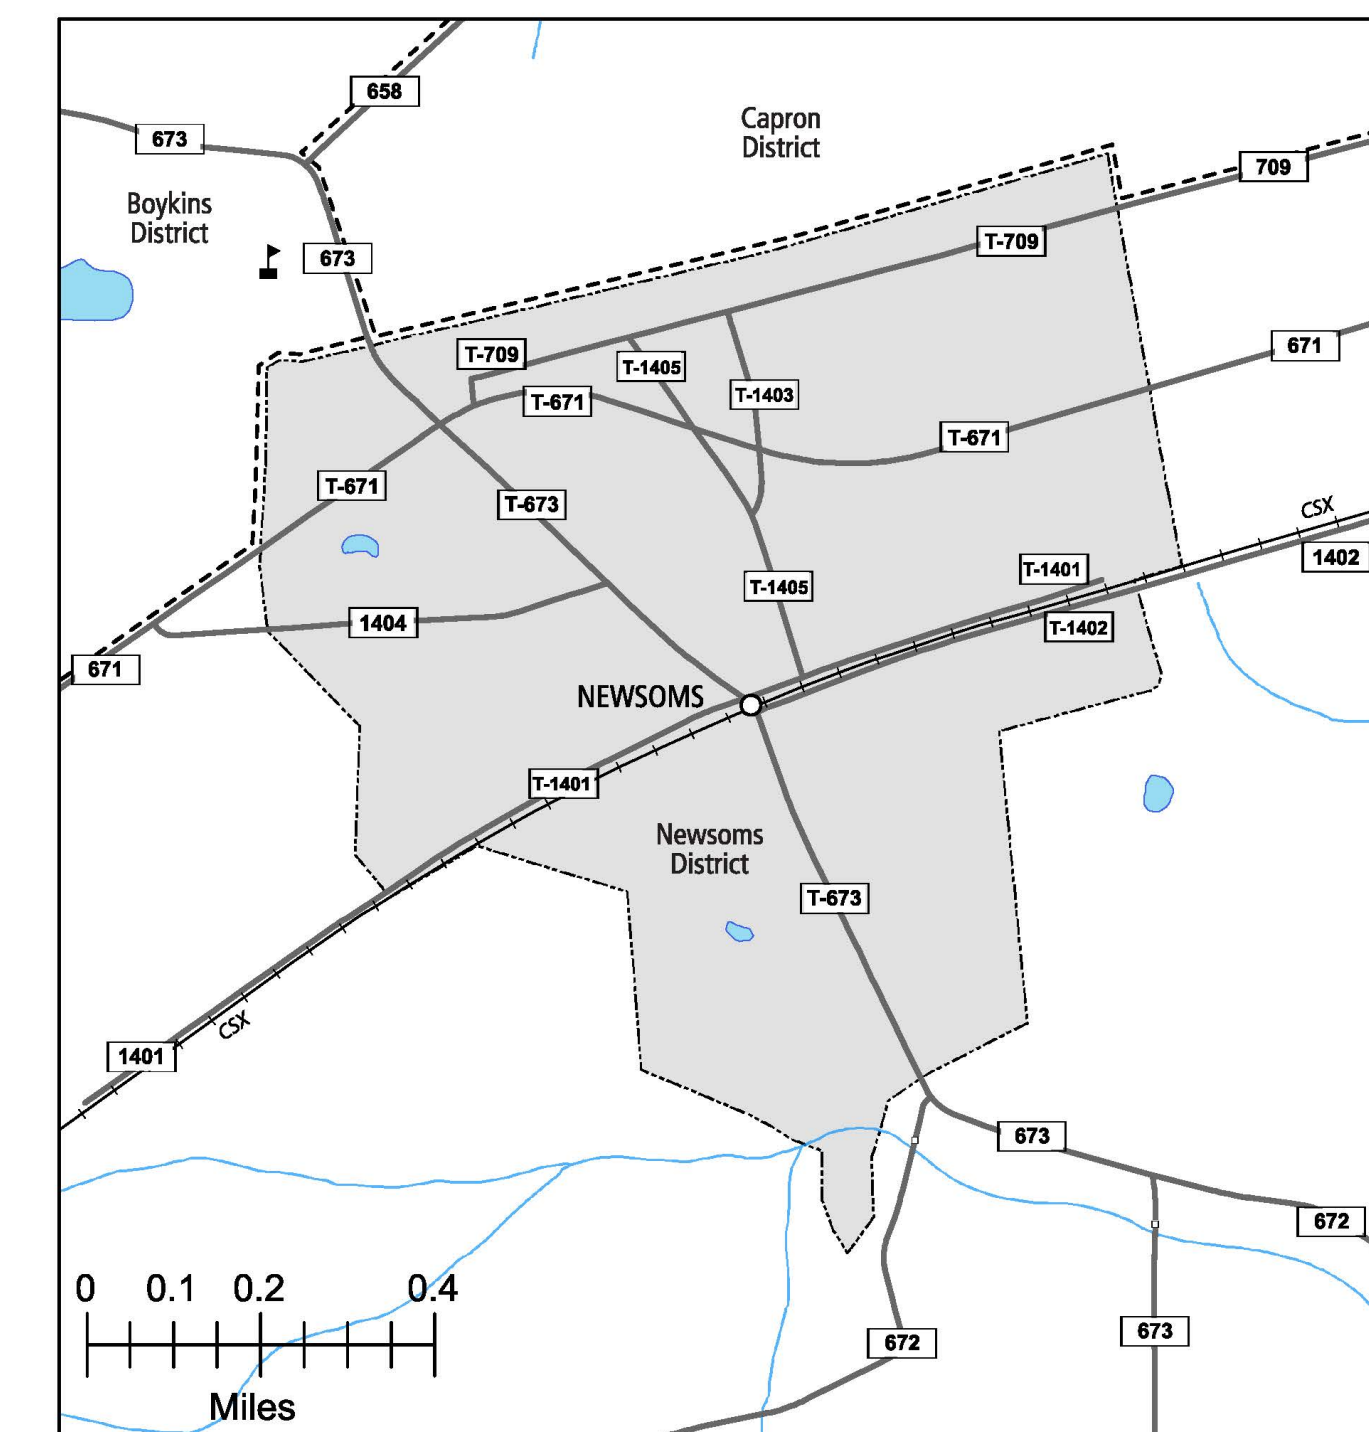 658
673
Capron
District
709
Boykins
District
673
T-709
T-709
671
T-1405
T-1403
T-671
T-671
T-671
T-673
CSX
1402
T-1401
T-1405
1404
T-1402
671
NEWSOMS
T-1401
Newsoms
District
T-673
CSX
1401
673
672
0 0.1 0.2 0.4
673
672
Miles